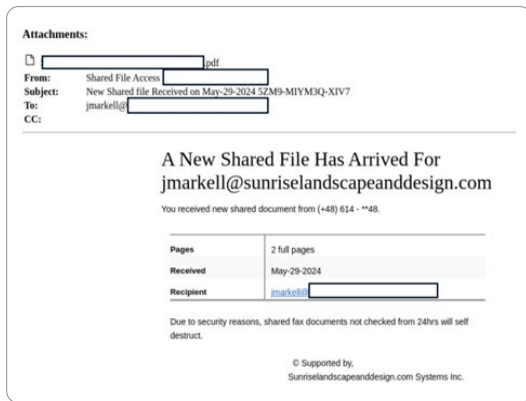 Attachments:
.pdf
From: Shared File Access
Subject: New Shared file Received on May-29-2024 5ZM9-MIYM3Q-XIV7
To: jmarkell@
CC:
A New Shared File Has Arrived For
jmarkell@sunriselandscapeanddesign.com
You received new shared document from (+48) 614 - **48.
Pages 2 full pages
Received May-29-2024
Recipient jmarkell@
Due to security reasons, shared fax documents not checked from 24hrs will self
destruct.
© Supported by,
Sunriselandscapeanddesign.com Systems Inc.